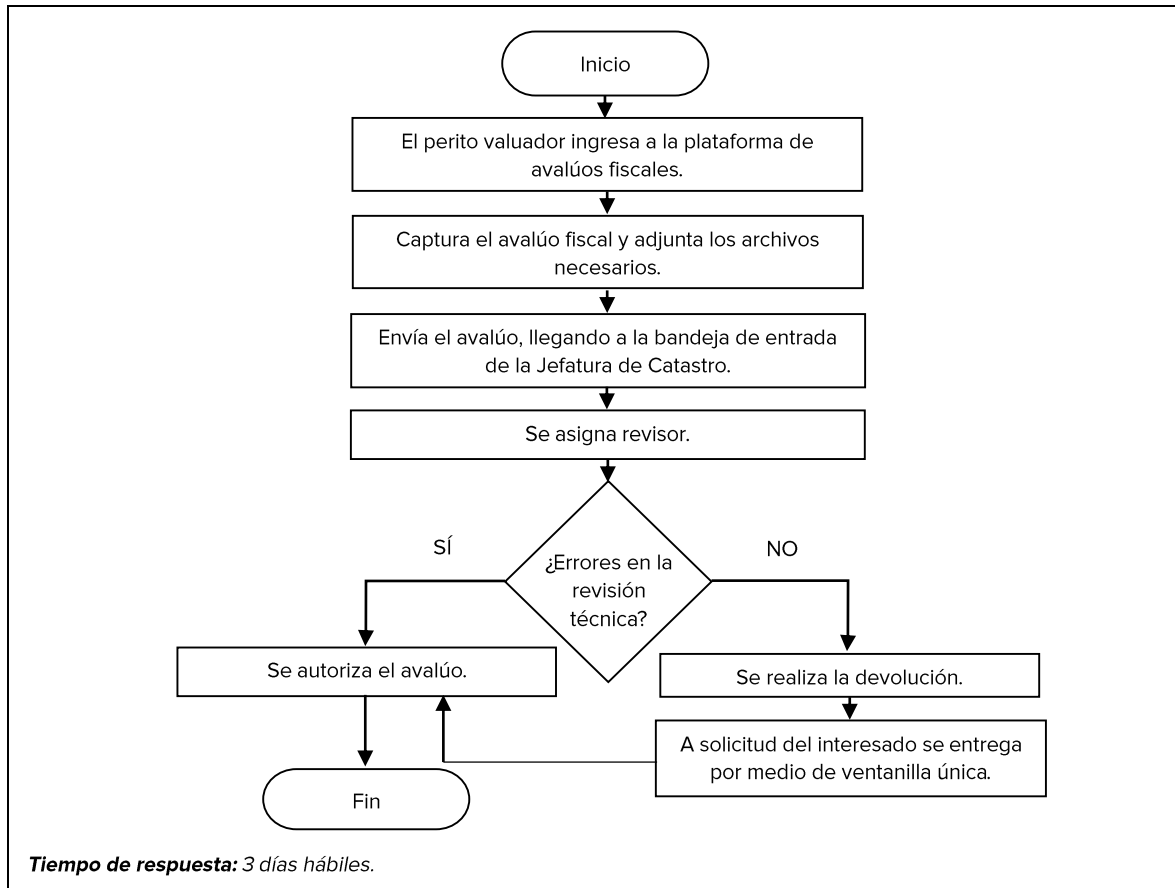 Inicio
El perito valuador ingresa a la plataforma de
avalúos fiscales.
Captura el avalúo fiscal y adjunta los archivos
necesarios.
Envía el avalúo, llegando a la bandeja de entrada
de la Jefatura de Catastro.
Se asigna revisor.
SÍ
NO
¿Errores en la
revisión
técnica?
Se autoriza el avalúo.
Se realiza la devolución.
A solicitud del interesado se entrega
por medio de ventanilla única.
Fin
Tiempo de respuesta: 3 días hábiles.